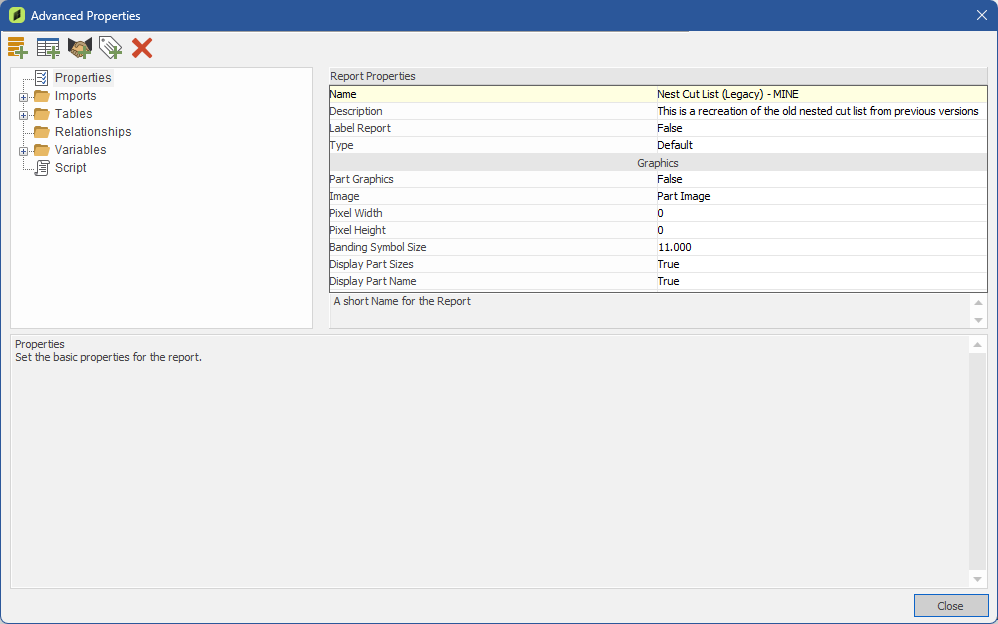 Advanced Properties
Properties
Imports
Tables
Relationships
Variables
Script
Report Properties
Name Nest Cut List (Legacy) - MINE
Description This is a recreation of the old nested cut list from previous versions
Label Report False
Type Default
Graphics
Part Graphics False
Image Part Image
Pixel Width 0
Pixel Height 0
Banding Symbol Size 11.000
Display Part Sizes True
Display Part Name True
A short Name for the Report
Properties
Set the basic properties for the report.
Close